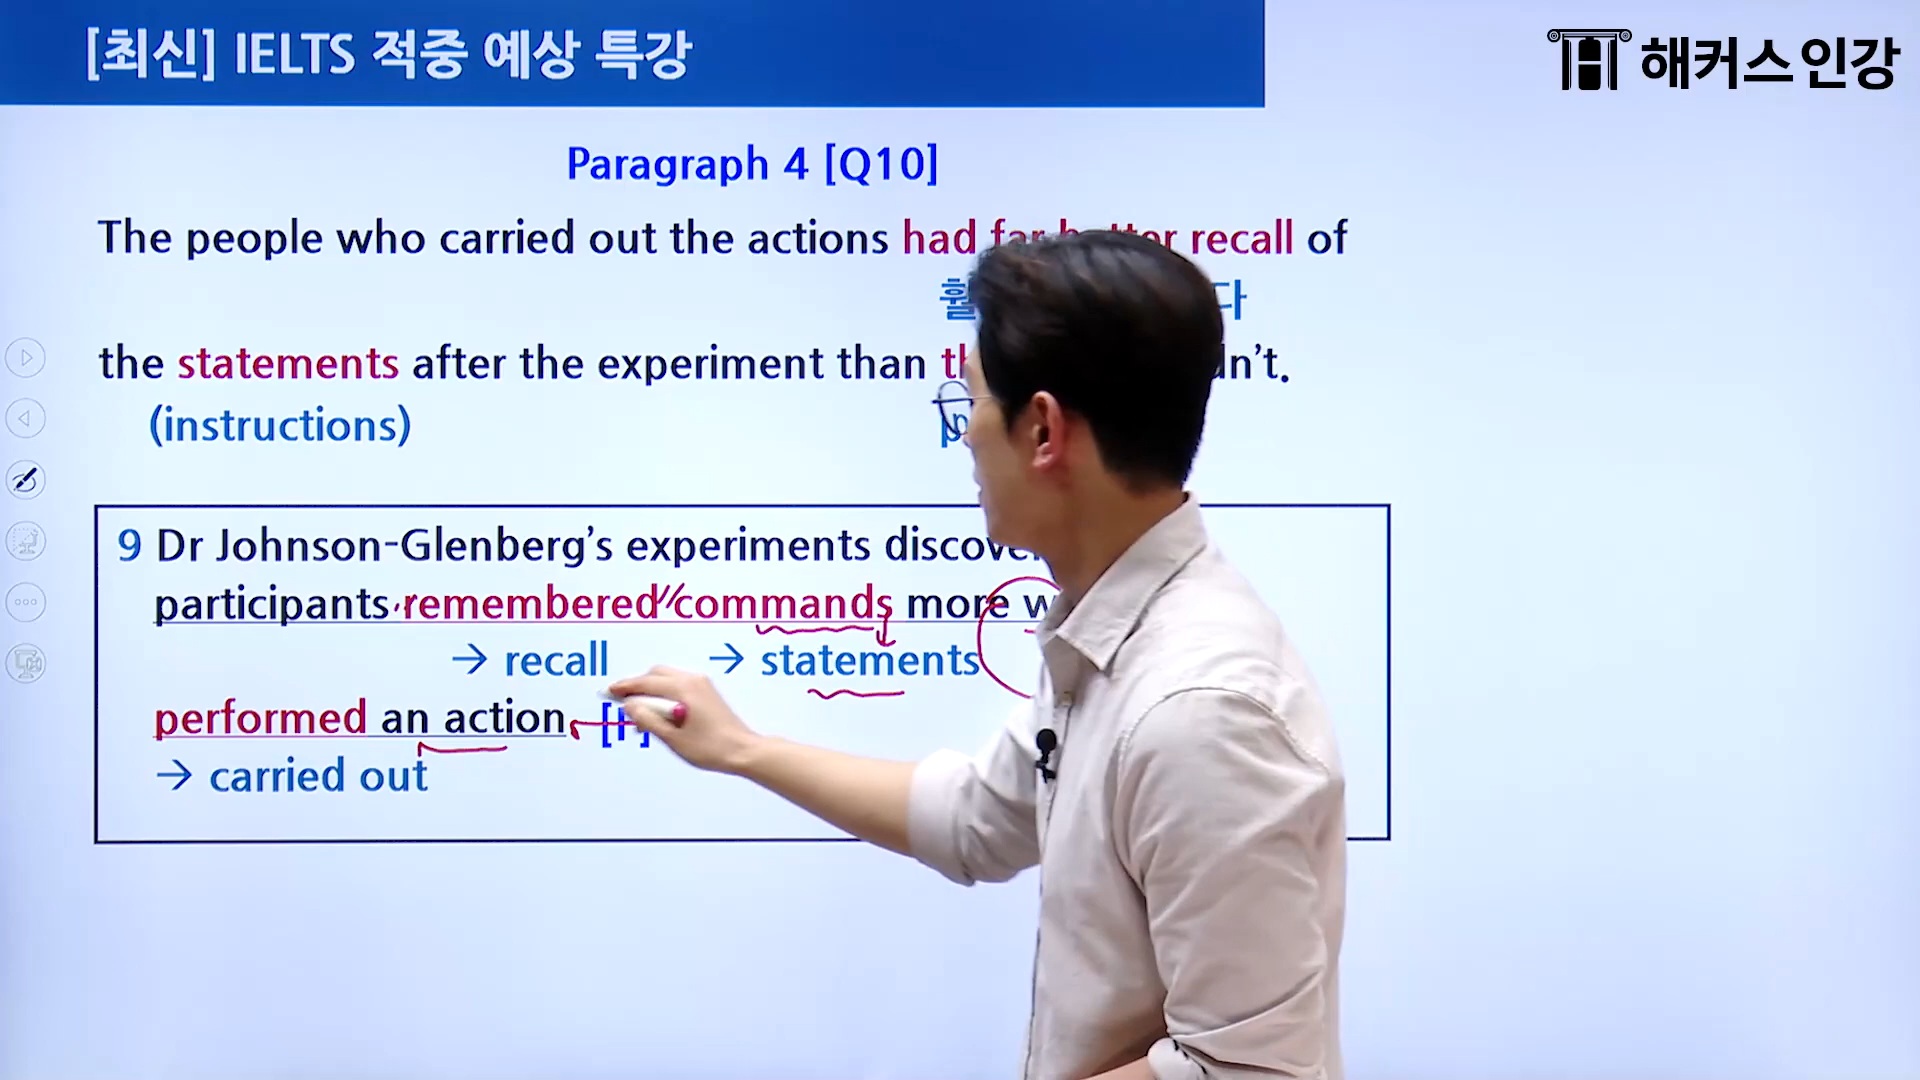 [최신] IELTS 적중 예상 특강
해커스인강
Paragraph 4 [Q10]
The people who carried out the actions had far better recall of
다
the statements after the experiment than
(instructions)
9 Dr Johnson-Glenberg's experiments
participants remembered commands more
→ recall → statements
performed an action.
→ carried out